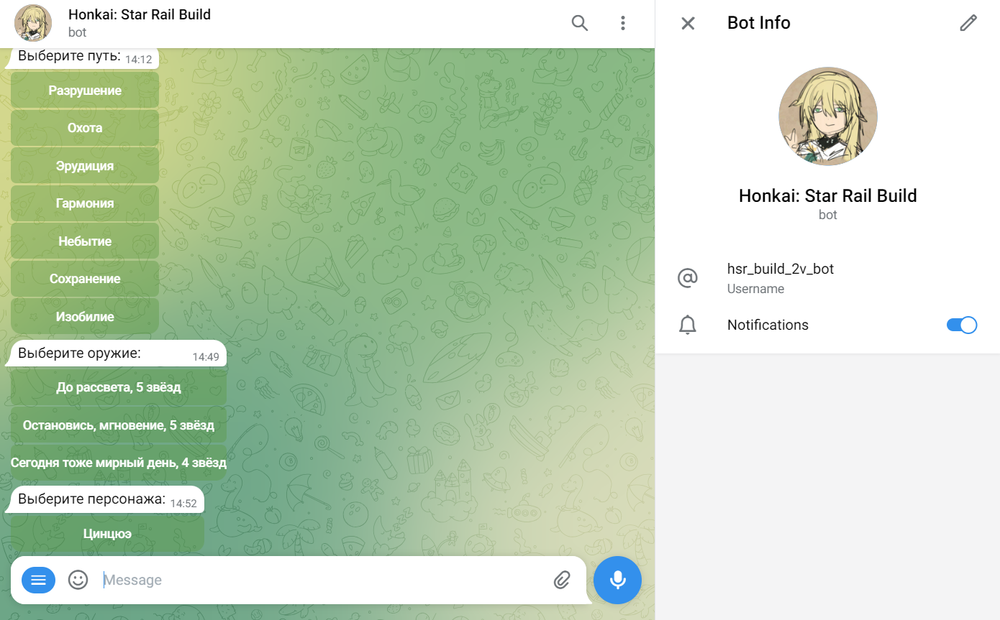 Honkai: Star Rail Build
bot
Выберите путь: 14:12
Разрушение
Охота
Эрудиция
Гармония
Небытие
Сохранение
Изобилие
Выберите оружие: 14:49
До рассвета, 5 звёзд
Остановись, мгновение, 5 звёзд
Сегодня тоже мирный день, 4 звёзд
Выберите персонажа: 14:52
Цинцюэ
Message
Bot Info
Honkai: Star Rail Build
bot
hsr_build_2v_bot
Username
Notifications